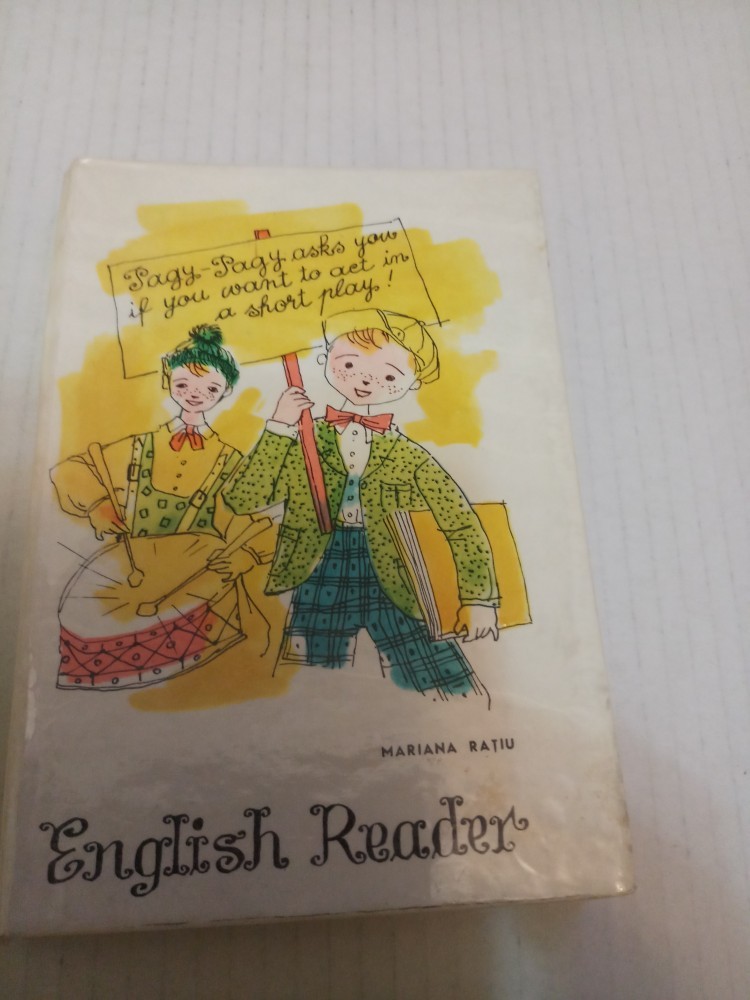 Pagy-Pagy asks you
if you want to act in
a short play!
MARIANA RAȚIU
English Reader